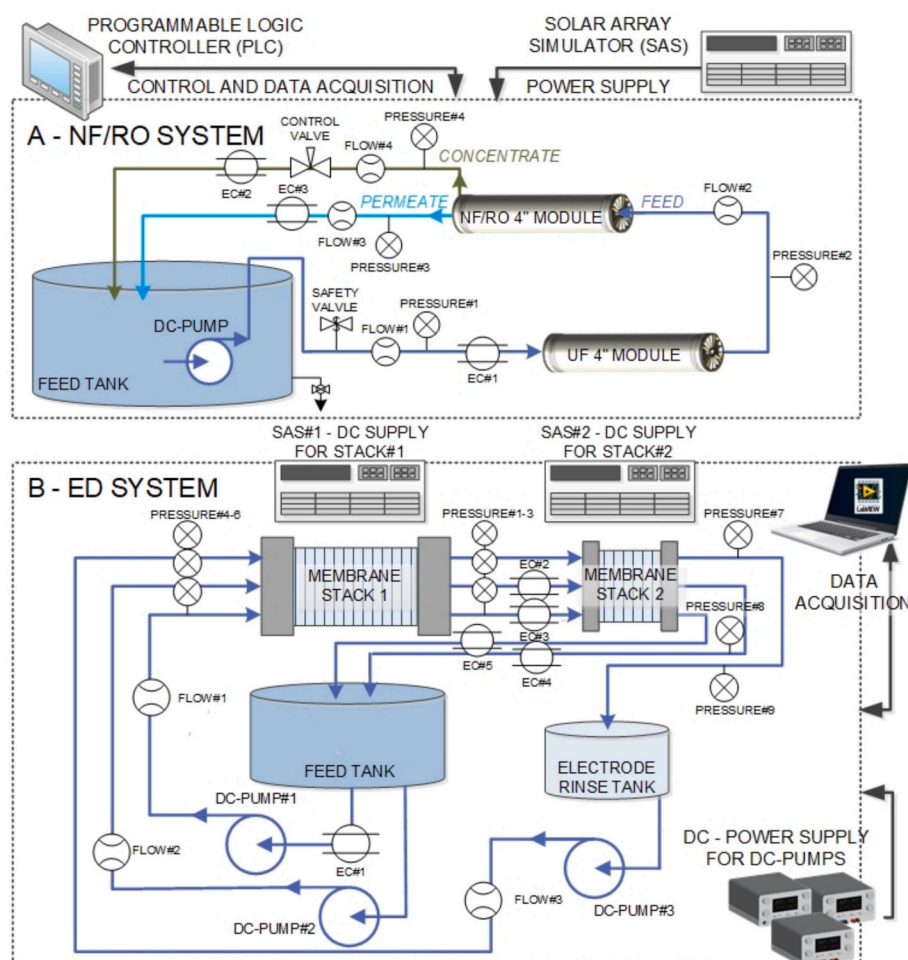 PROGRAMMABLE LOGIC
CONTROLLER (PLC)
SOLAR ARRAY
SIMULATOR (SAS)
CONTROL AND DATA ACQUISITION
POWER SUPPLY
A - NF/RO SYSTEM
CONTROL
VALVE
PRESSURE#4
FLOW#4
CONCENTRATE
EC#2
EC#3
PERMEATE
NF/RO 4" MODULE
FEED
FLOW#2
FLOW#3
PRESSURE#3
PRESSURE#2
SAFETY
VALVLE
PRESSURE#1
DC-PUMP
FLOW#1
FEED TANK
EC#1
UF 4" MODULE
SAS#1 - DC SUPPLY
FOR STACK#1
SAS#2 - DC SUPPLY
FOR STACK#2
B - ED SYSTEM
PRESSURE#4-6
PRESSURE#1-3
PRESSURE#7
LabVIEW
MEMBRANE
STACK 1
EC#2
MEMBRANE
STACK 2
DATA
ACQUISITION
PRESSURE#8
EC#3
EC#5
EC#4
FLOW#1
PRESSURE#9
FEED TANK
ELECTRODE
RINSE TANK
DC-PUMP#1
FLOW#2
EC#1
DC - POWER SUPPLY
FOR DC-PUMPS
DC-PUMP#2
FLOW#3
DC-PUMP#3